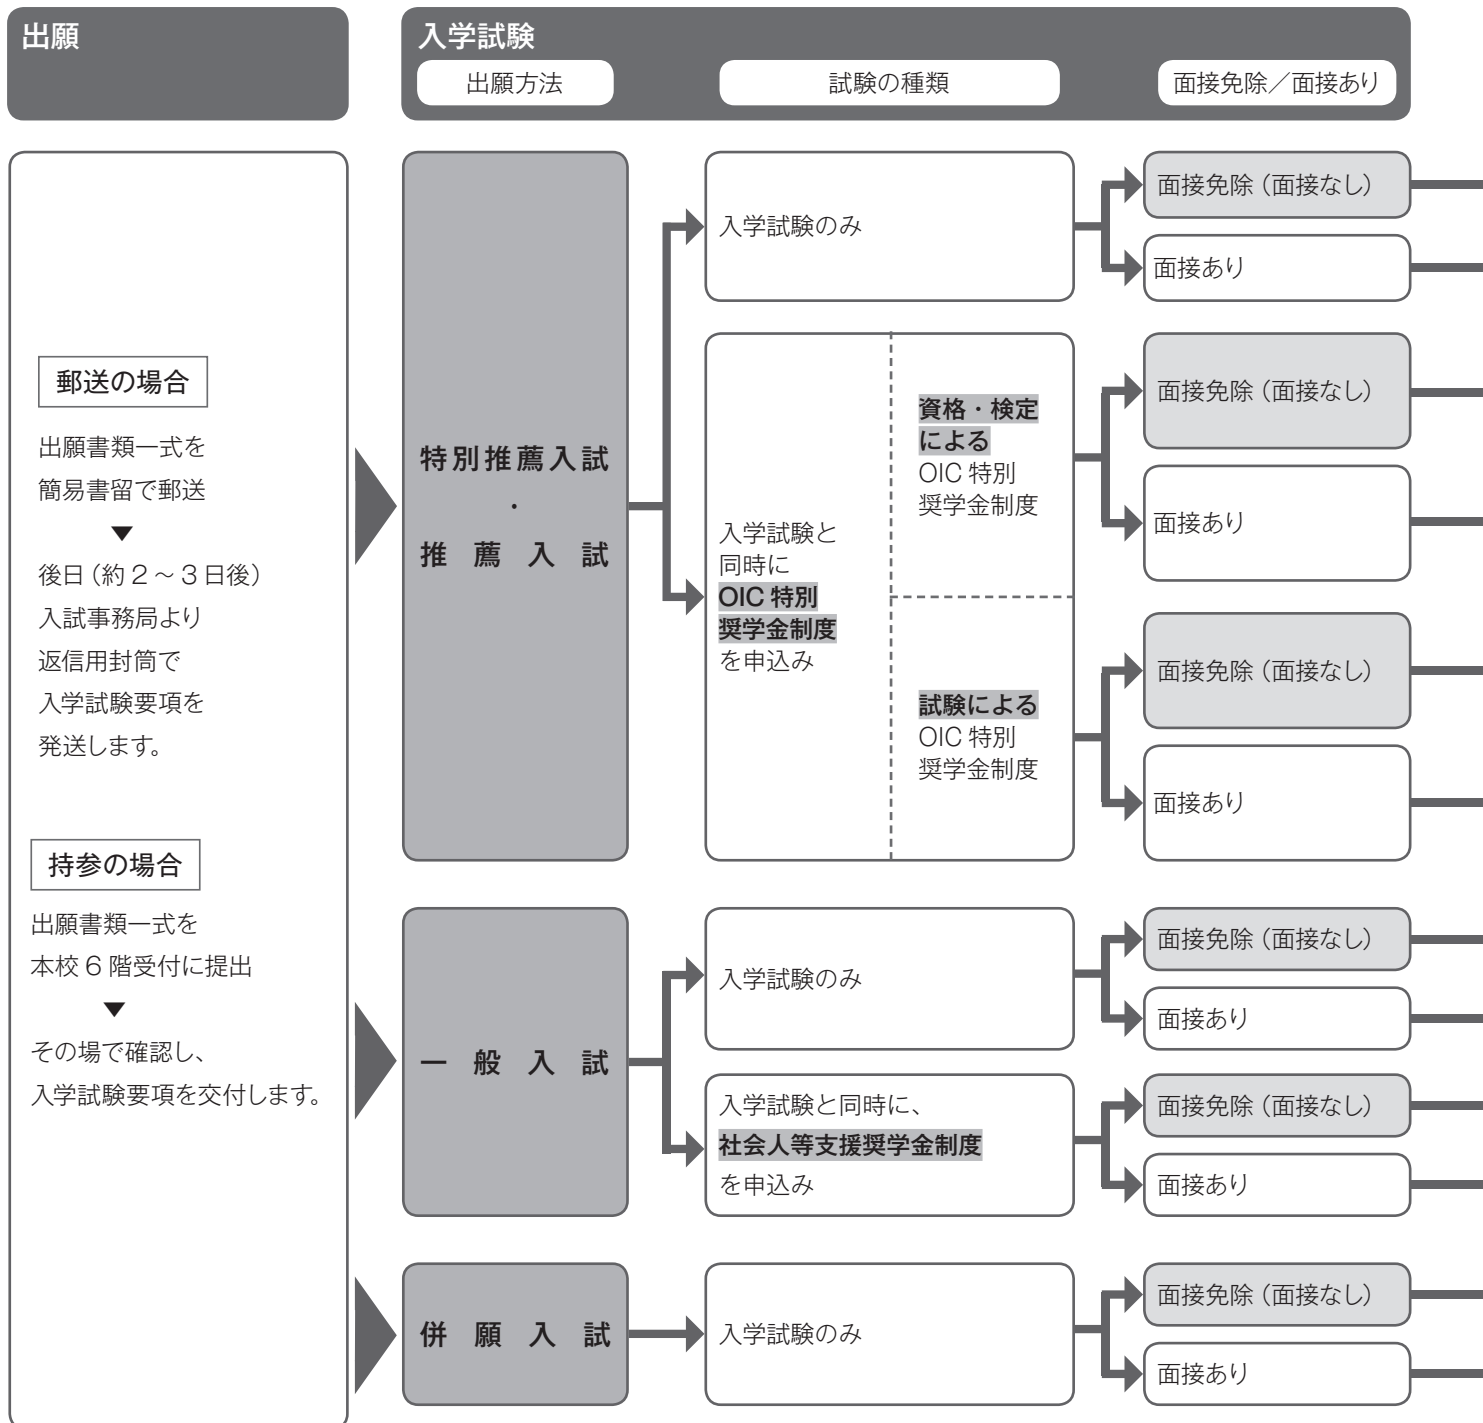 出願
入学試験
出願方法
試験の種類
面接免除／面接あり
郵送の場合
出願書類一式を
簡易書留で郵送
▼
後日（約２～３日後）
入試事務局より
返信用封筒で
入学試験要項を
発送します。
持参の場合
出願書類一式を
本校６階受付に提出
▼
その場で確認し、
入学試験要項を交付します。
特別推薦入試
・
推薦入試
入学試験のみ
面接免除（面接なし）
面接あり
入学試験と
同時に
OIC 特別
奨学金制度
を申込み
資格・検定
による
OIC 特別
奨学金制度
面接免除（面接なし）
面接あり
試験による
OIC 特別
奨学金制度
面接免除（面接なし）
面接あり
一般入試
入学試験のみ
面接免除（面接なし）
面接あり
入学試験と同時に、
社会人等支援奨学金制度
を申込み
面接免除（面接なし）
面接あり
併願入試
入学試験のみ
面接免除（面接なし）
面接あり